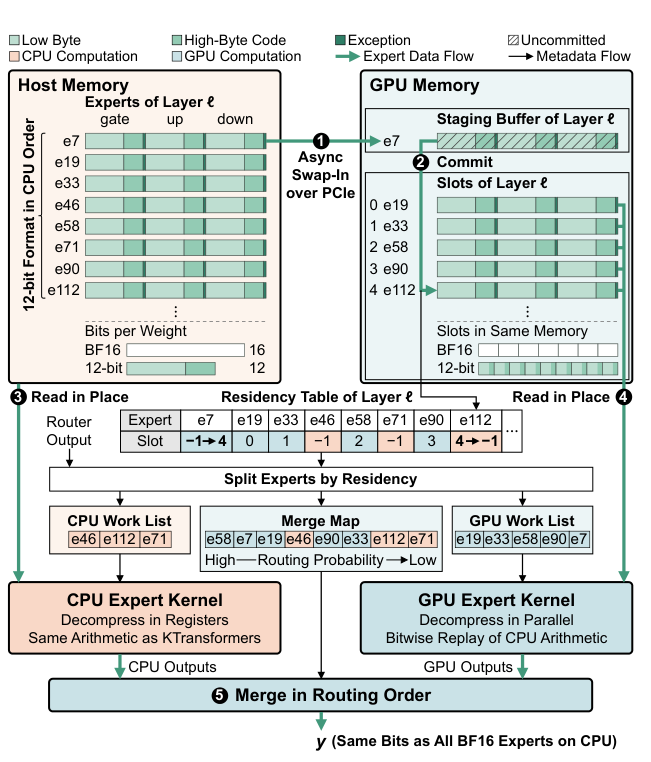 Low Byte
High-Byte Code
Exception
Uncommitted
CPU Computation
GPU Computation
Expert Data Flow
Metadata Flow
Host Memory
Experts of Layer ℓ
gate up down
12-bit Format in CPU Order
e7
e19
e33
e46
e58
e71
e90
e112
⋮
Bits per Weight
BF16 16
12-bit 12
1
Async
Swap-In
over PCIe
GPU Memory
Staging Buffer of Layer ℓ
e7
2 Commit
Slots of Layer ℓ
0 e19
1 e33
2 e58
3 e90
4 e112
⋮
Slots in Same Memory
BF16
12-bit
3 Read in Place
Residency Table of Layer ℓ
Read in Place 4
Router
Output
Expert e7 e19 e33 e46 e58 e71 e90 e112 ...
Slot −1→4 0 1 −1 2 −1 3 4→−1
Split Experts by Residency
CPU Work List
e46 e112 e71
Merge Map
e58 e7 e19 e46 e90 e33 e112 e71
High—Routing Probability→Low
GPU Work List
e19 e33 e58 e90 e7
CPU Expert Kernel
Decompress in Registers
Same Arithmetic as KTransformers
GPU Expert Kernel
Decompress in Parallel
Bitwise Replay of CPU Arithmetic
CPU Outputs
GPU Outputs
5 Merge in Routing Order
y (Same Bits as All BF16 Experts on CPU)